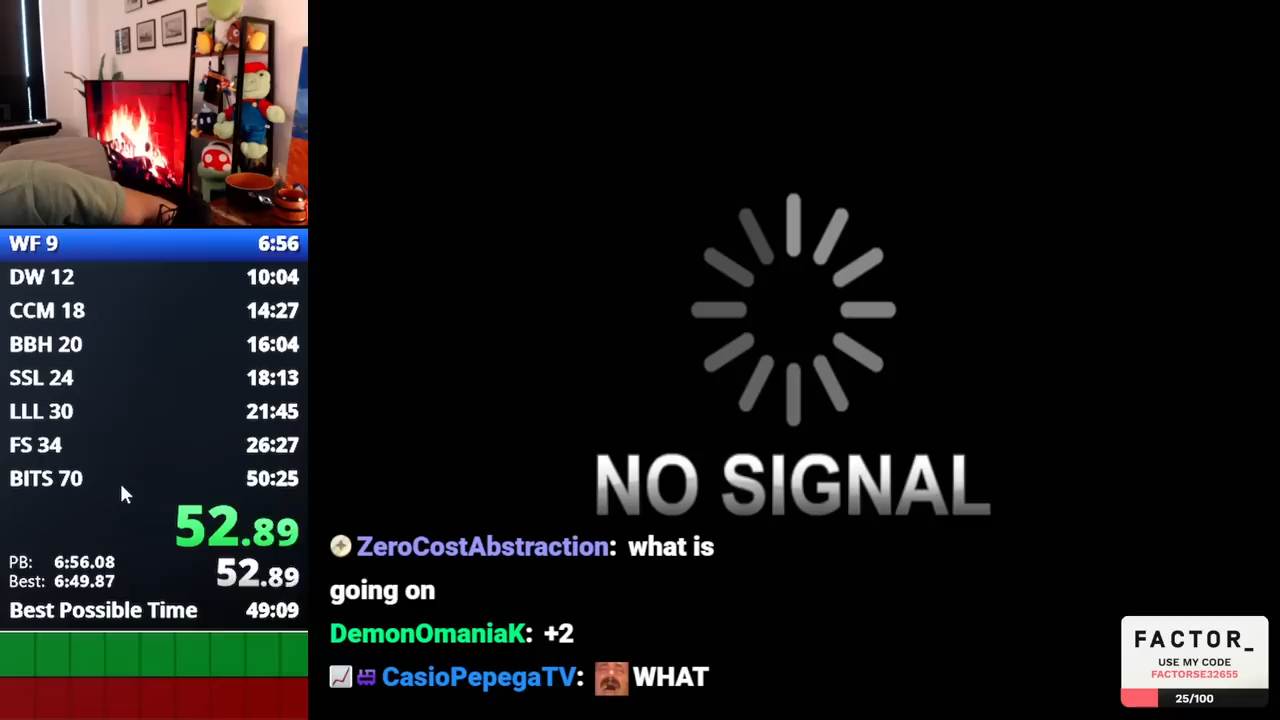 WF 9 6:56
DW 12 10:04
CCM 18 14:27
BBH 20 16:04
SSL 24 18:13
LLL 30 21:45
FS 34 26:27
BITS 70 50:25
52.89
PB: 6:56.08
Best: 6:49.87
52.89
Best Possible Time 49:09
NO SIGNAL
ZeroCostAbstraction: what is
going on
DemonOmaniaK: +2
CasioPepegaTV: WHAT
FACTOR_
USE MY CODE
FACTORSE32655
25/100